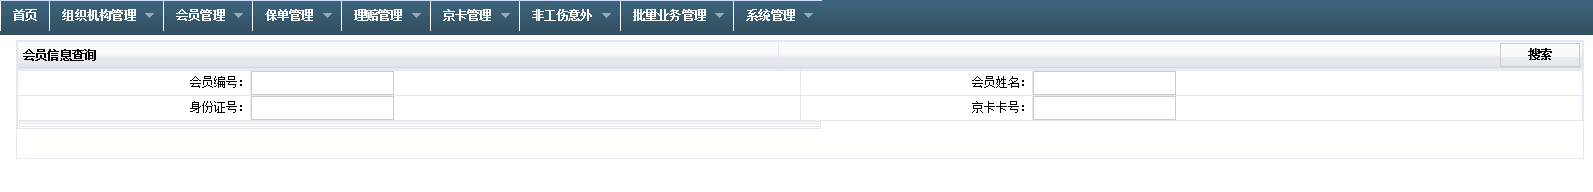 首页 组织机构管理 会员管理 保单管理 理赔管理 京卡管理 非工伤意外 批量业务管理 系统管理
会员信息查询 搜索
会员编号： 会员姓名：
身份证号： 京卡卡号：